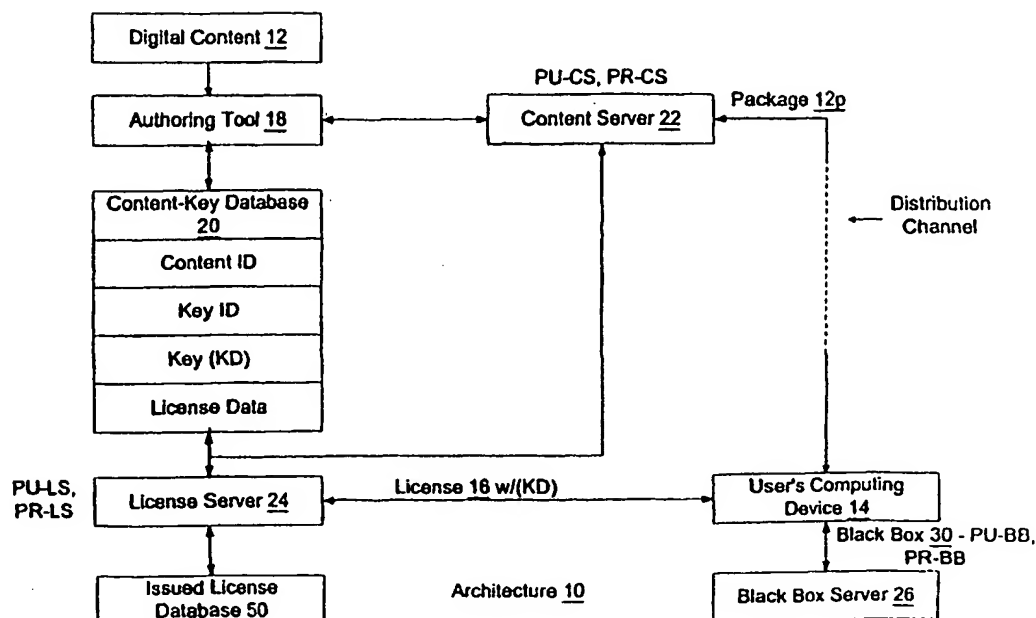 Digital Content 12
PU-CS, PR-CS
Package 12p
Authoring Tool 18
Content Server 22
Distribution
Channel
Content-Key Database
20
Content ID
Key ID
Key (KD)
License Data
PU-LS,
PR-LS
License Server 24
License 16 w/(KD)
User's Computing
Device 14
Black Box 30 - PU-BB,
PR-BB
Issued License
Database 50
Architecture 10
Black Box Server 26